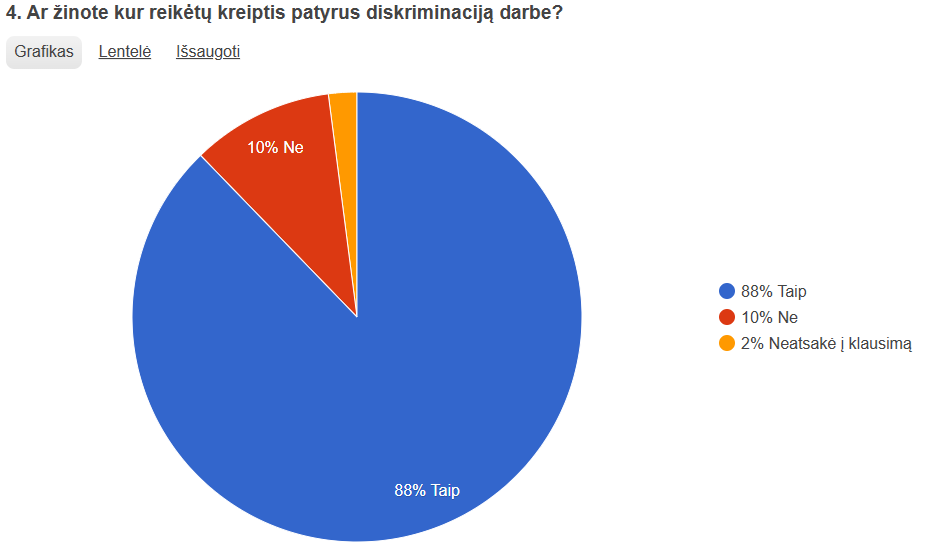 4. Ar žinote kur reikėtų kreiptis patyrus diskriminaciją darbe?
Grafikas Lentelė Išsaugoti
10% Ne
88% Taip
88% Taip
10% Ne
2% Neatsakė į klausimą